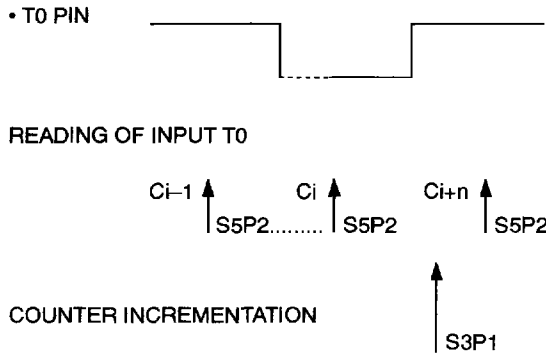 • T0 PIN
READING OF INPUT T0
Ci–1 Ci Ci+n
S5P2......... S5P2 S5P2
COUNTER INCREMENTATION
S3P1